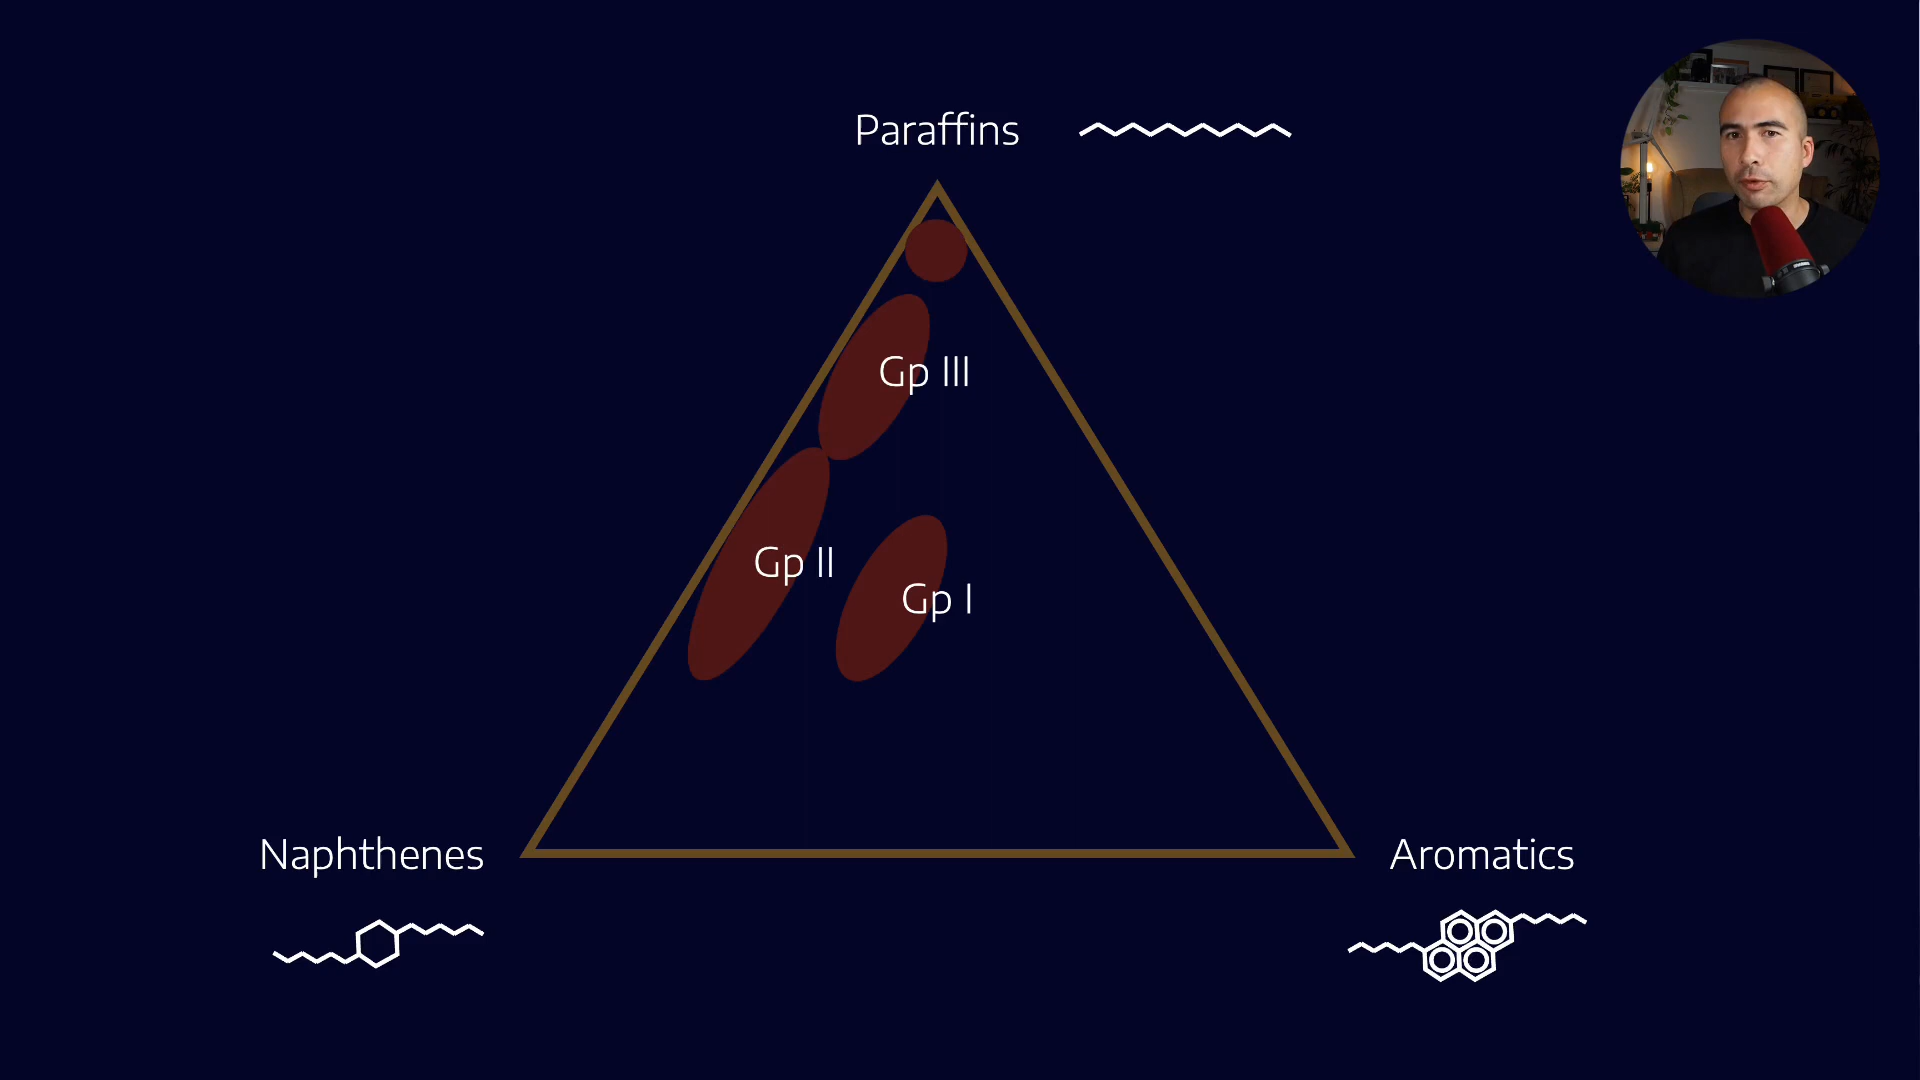 Paraffins
Gp III
Gp II
Gp I
Naphthenes
Aromatics